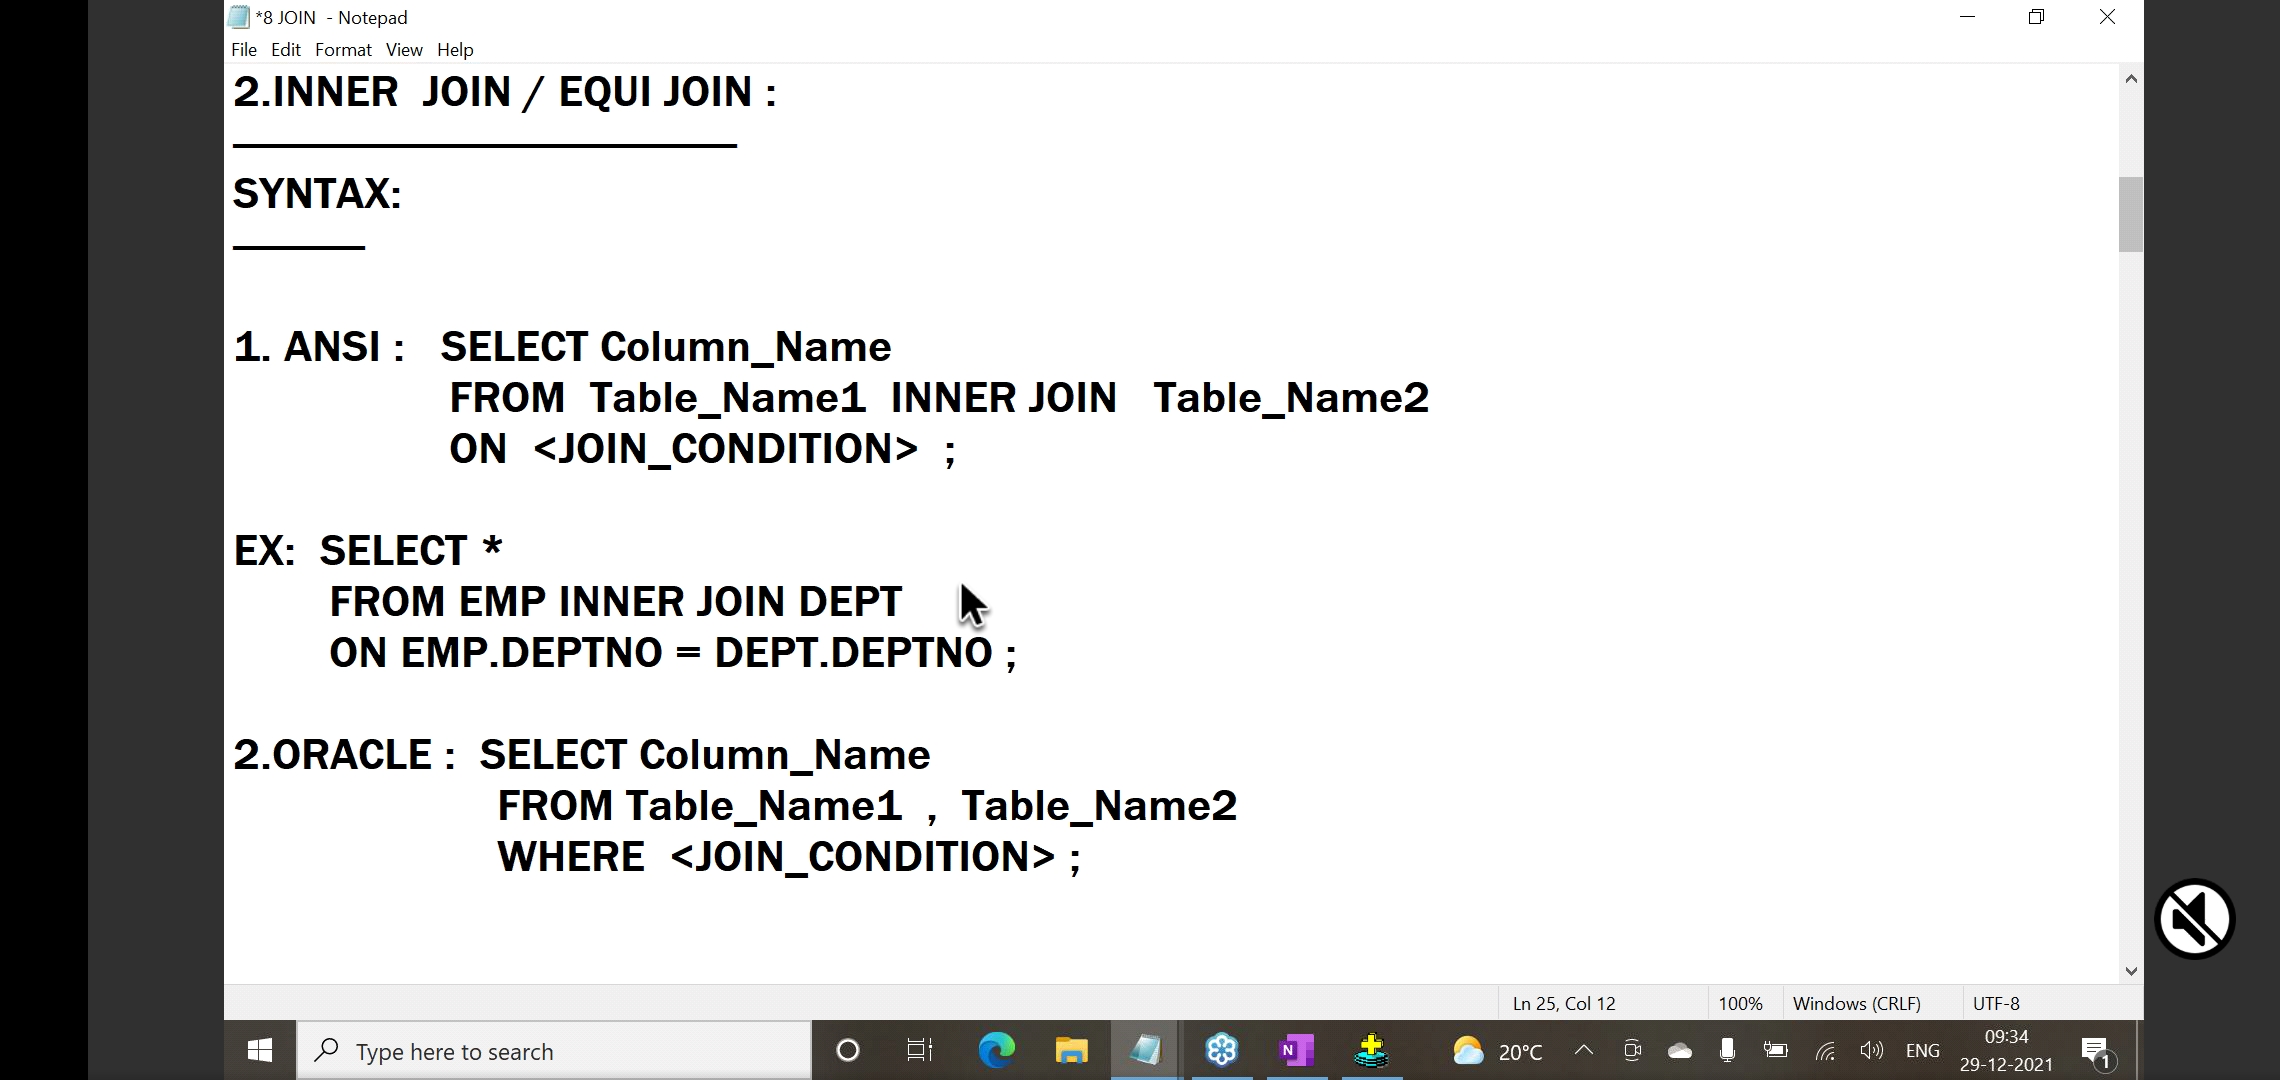 *8 JOIN - Notepad
File Edit Format View Help
2.INNER JOIN / EQUI JOIN :
SYNTAX:
1. ANSI : SELECT Column_Name
FROM Table_Name1 INNER JOIN Table_Name2
ON <JOIN_CONDITION> ;
EX: SELECT *
FROM EMP INNER JOIN DEPT
ON EMP.DEPTNO = DEPT.DEPTNO ;
2.ORACLE : SELECT Column_Name
FROM Table_Name1 , Table_Name2
WHERE <JOIN_CONDITION> ;
Ln 25, Col 12 100% Windows (CRLF) UTF-8
Type here to search
N
20°C
ENG
09:34
29-12-2021
1